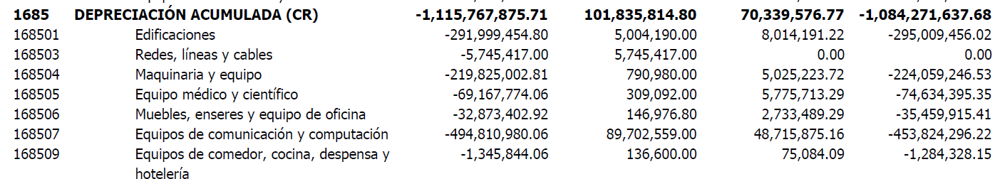 1685 DEPRECIACIÓN ACUMULADA (CR) -1,115,767,875.71 101,835,814.80 70,339,576.77 -1,084,271,637.68
168501 Edificaciones -291,999,454.80 5,004,190.00 8,014,191.22 -295,009,456.02
168503 Redes, líneas y cables -5,745,417.00 5,745,417.00 0.00 0.00
168504 Maquinaria y equipo -219,825,002.81 790,980.00 5,025,223.72 -224,059,246.53
168505 Equipo médico y científico -69,167,774.06 309,092.00 5,775,713.29 -74,634,395.35
168506 Muebles, enseres y equipo de oficina -32,873,402.92 146,976.80 2,733,489.29 -35,459,915.41
168507 Equipos de comunicación y computación -494,810,980.06 89,702,559.00 48,715,875.16 -453,824,296.22
168509 Equipos de comedor, cocina, despensa y -1,345,844.06 136,600.00 75,084.09 -1,284,328.15
hotelería